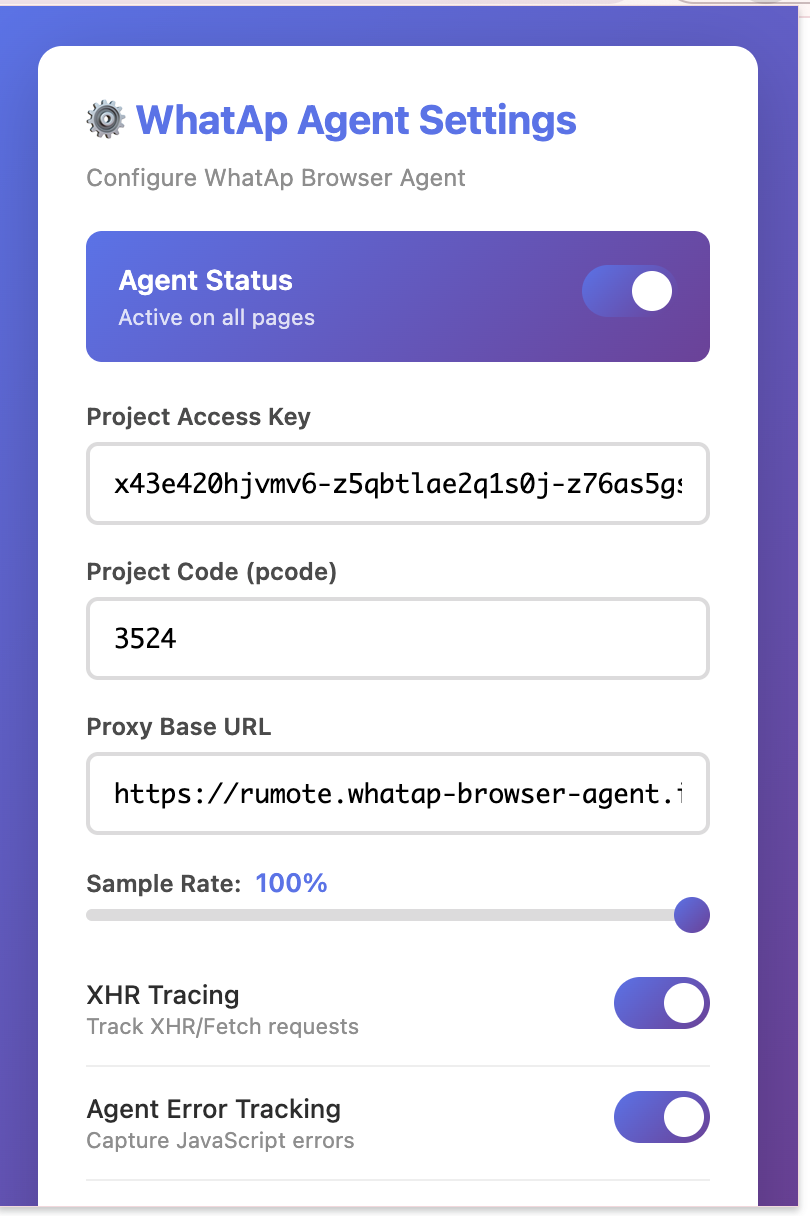 WhatAp Agent Settings
Configure WhatAp Browser Agent
Agent Status
Active on all pages
Project Access Key
x43e420hjvmv6-z5qbtlae2q1s0j-z76as5g
Project Code (pcode)
3524
Proxy Base URL
https://rumote.whatap-browser-agent.i
Sample Rate: 100%
XHR Tracing
Track XHR/Fetch requests
Agent Error Tracking
Capture JavaScript errors